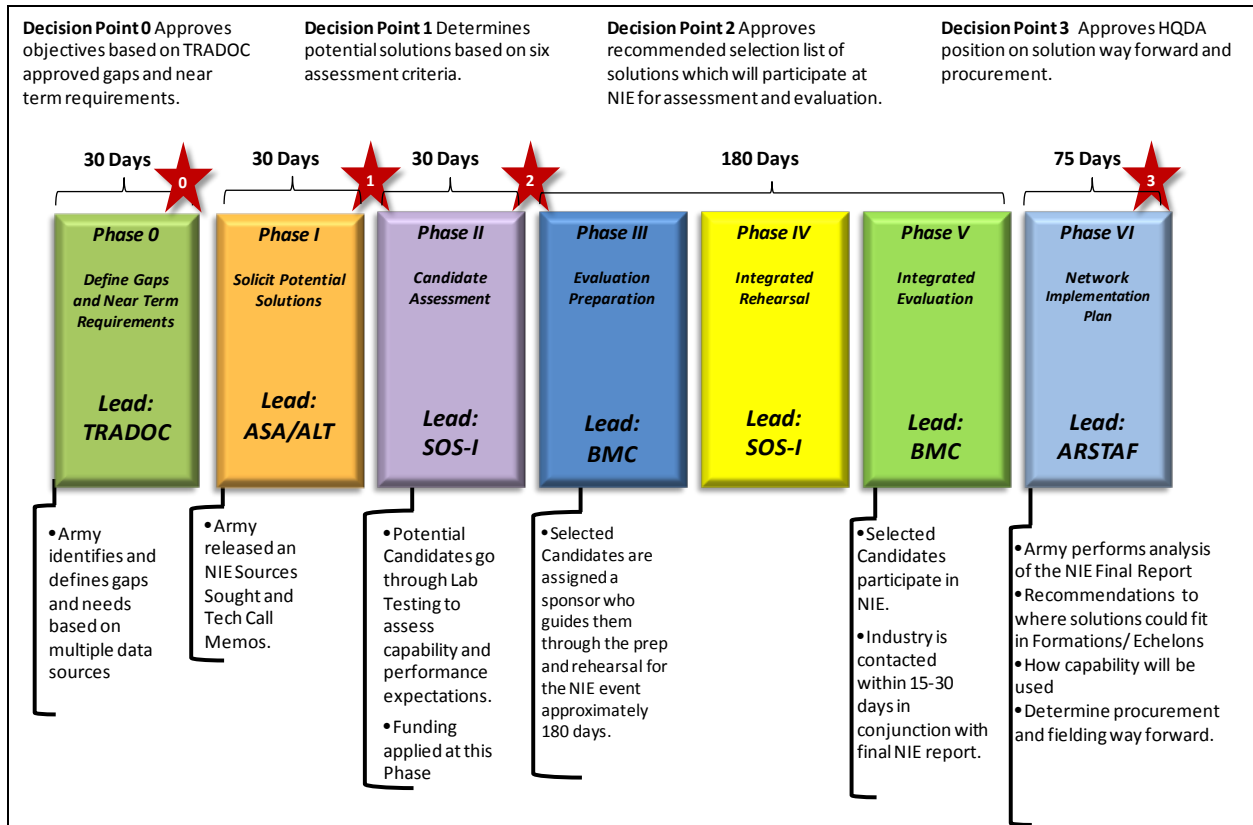 Decision Point 0 Approves
objectives based on TRADOC
approved gaps and near
term requirements.
Decision Point 1 Determines
potential solutions based on six
assessment criteria.
Decision Point 2 Approves
recommended selection list of
solutions which will participate at
NIE for assessment and evaluation.
Decision Point 3 Approves HQDA
position on solution way forward and
procurement.
30 Days
0
30 Days
1
30 Days
2
180 Days
75 Days
3
Phase 0
Define Gaps
and Near Term
Requirements
Lead:
TRADOC
Phase I
Solicit Potential
Solutions
Lead:
ASA/ALT
Phase II
Candidate
Assessment
Lead:
SOS-I
Phase III
Evaluation
Preparation
Lead:
BMC
Phase IV
Integrated
Rehearsal
Lead:
SOS-I
Phase V
Integrated
Evaluation
Lead:
BMC
Phase VI
Network
Implementation
Plan
Lead:
ARSTAF
•Army
identifies and
defines gaps
and needs
based on
multiple data
sources
•Army
released an
NIE Sources
Sought and
Tech Call
Memos.
•Potential
Candidates go
through Lab
Testing to
assess
capability and
performance
expectations.
•Funding
applied at this
Phase
•Selected
Candidates are
assigned a
sponsor who
guides them
through the prep
and rehearsal for
the NIE event
approximately
180 days.
•Selected
Candidates
participate in
NIE.
•Industry is
contacted
within 15-30
days in
conjunction with
final NIE report.
•Army performs analysis
of the NIE Final Report
•Recommendations to
where solutions could fit
in Formations/ Echelons
•How capability will be
used
•Determine procurement
and fielding way forward.